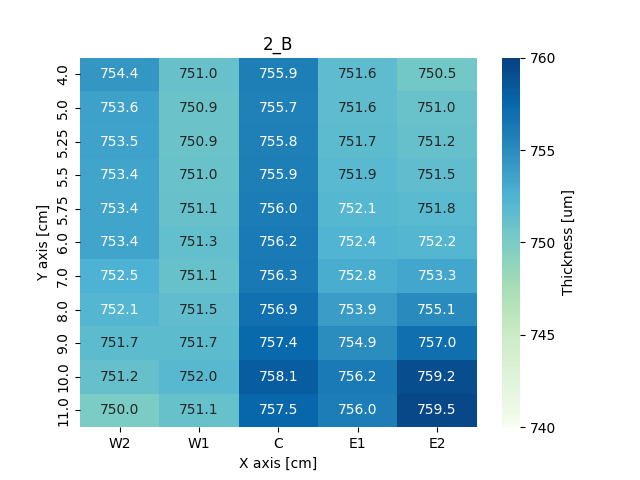 2_B
4.0 754.4 751.0 755.9 751.6 750.5
5.0 753.6 750.9 755.7 751.6 751.0
5.25 753.5 750.9 755.8 751.7 751.2
5.5 753.4 751.0 755.9 751.9 751.5
5.75 753.4 751.1 756.0 752.1 751.8
6.0 753.4 751.3 756.2 752.4 752.2
7.0 752.5 751.1 756.3 752.8 753.3
8.0 752.1 751.5 756.9 753.9 755.1
9.0 751.7 751.7 757.4 754.9 757.0
10.0 751.2 752.0 758.1 756.2 759.2
11.0 750.0 751.1 757.5 756.0 759.5
W2 W1 C E1 E2
X axis [cm]
Y axis [cm]
760
755
750
745
740
Thickness [um]